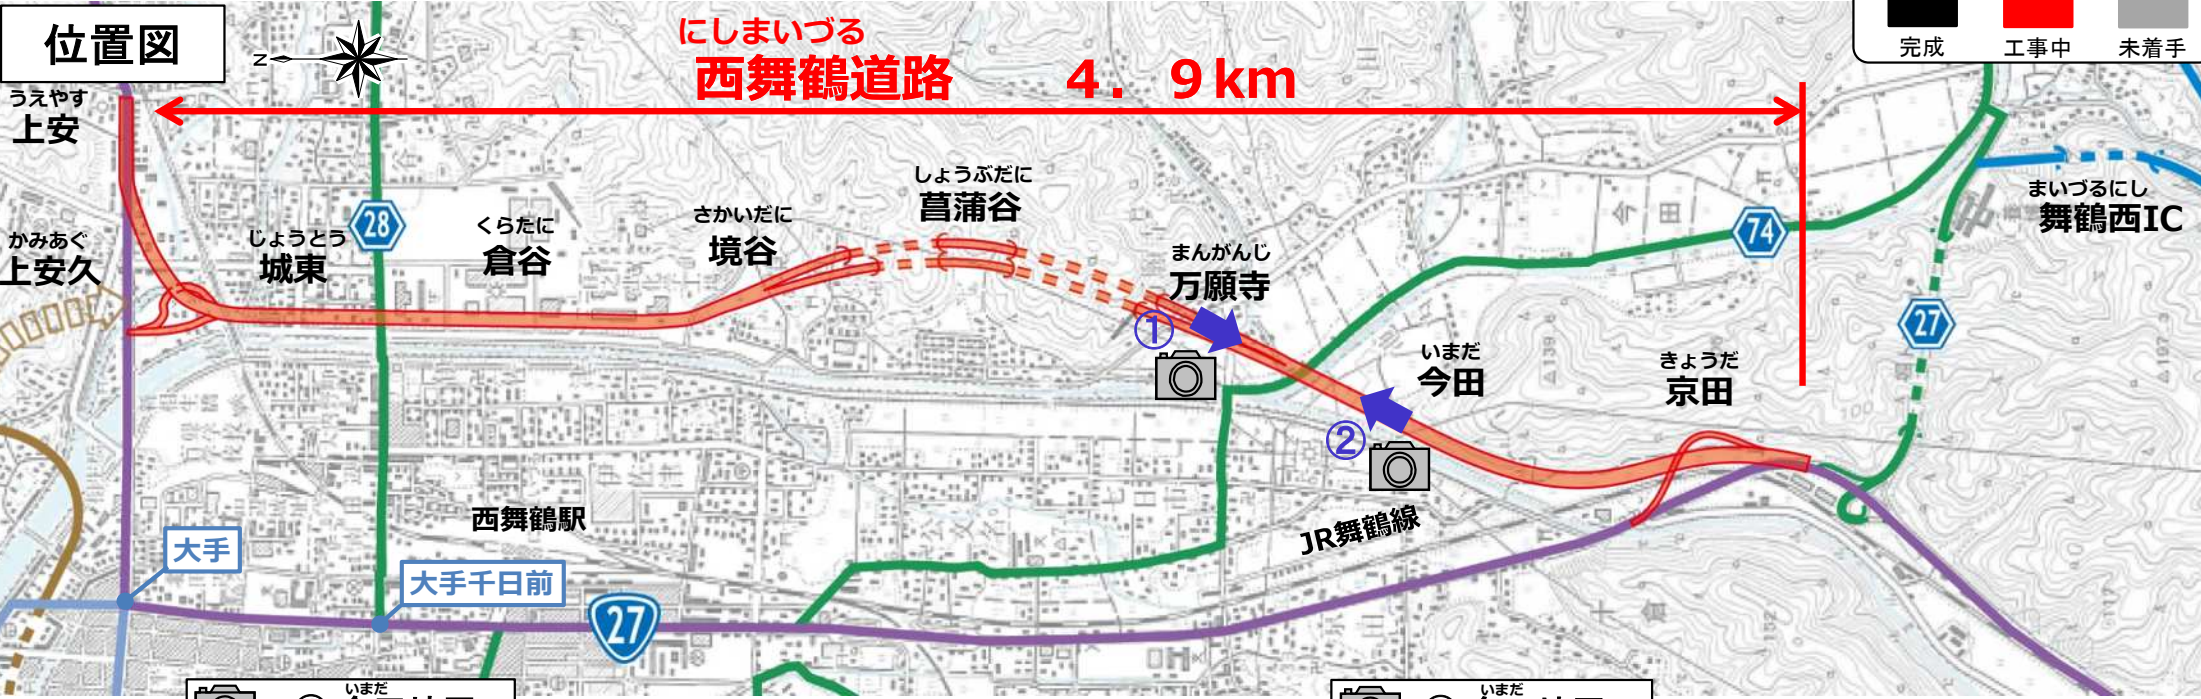 位置図
N
にしまいづる
西舞鶴道路 4．9km
完成 工事中 未着手
うえやす
上安
かみあぐ
上安久
じょうとう
城東
28
くらたに
倉谷
さかいだに
境谷
しょうぶだに
菖蒲谷
まんがんじ
万願寺
①
②
いまだ
今田
きょうだ
京田
今田
74
まいづるにし
舞鶴西IC
27
西舞鶴駅
JR舞鶴線
大手
大手千日前
27
いまだ
いまだ